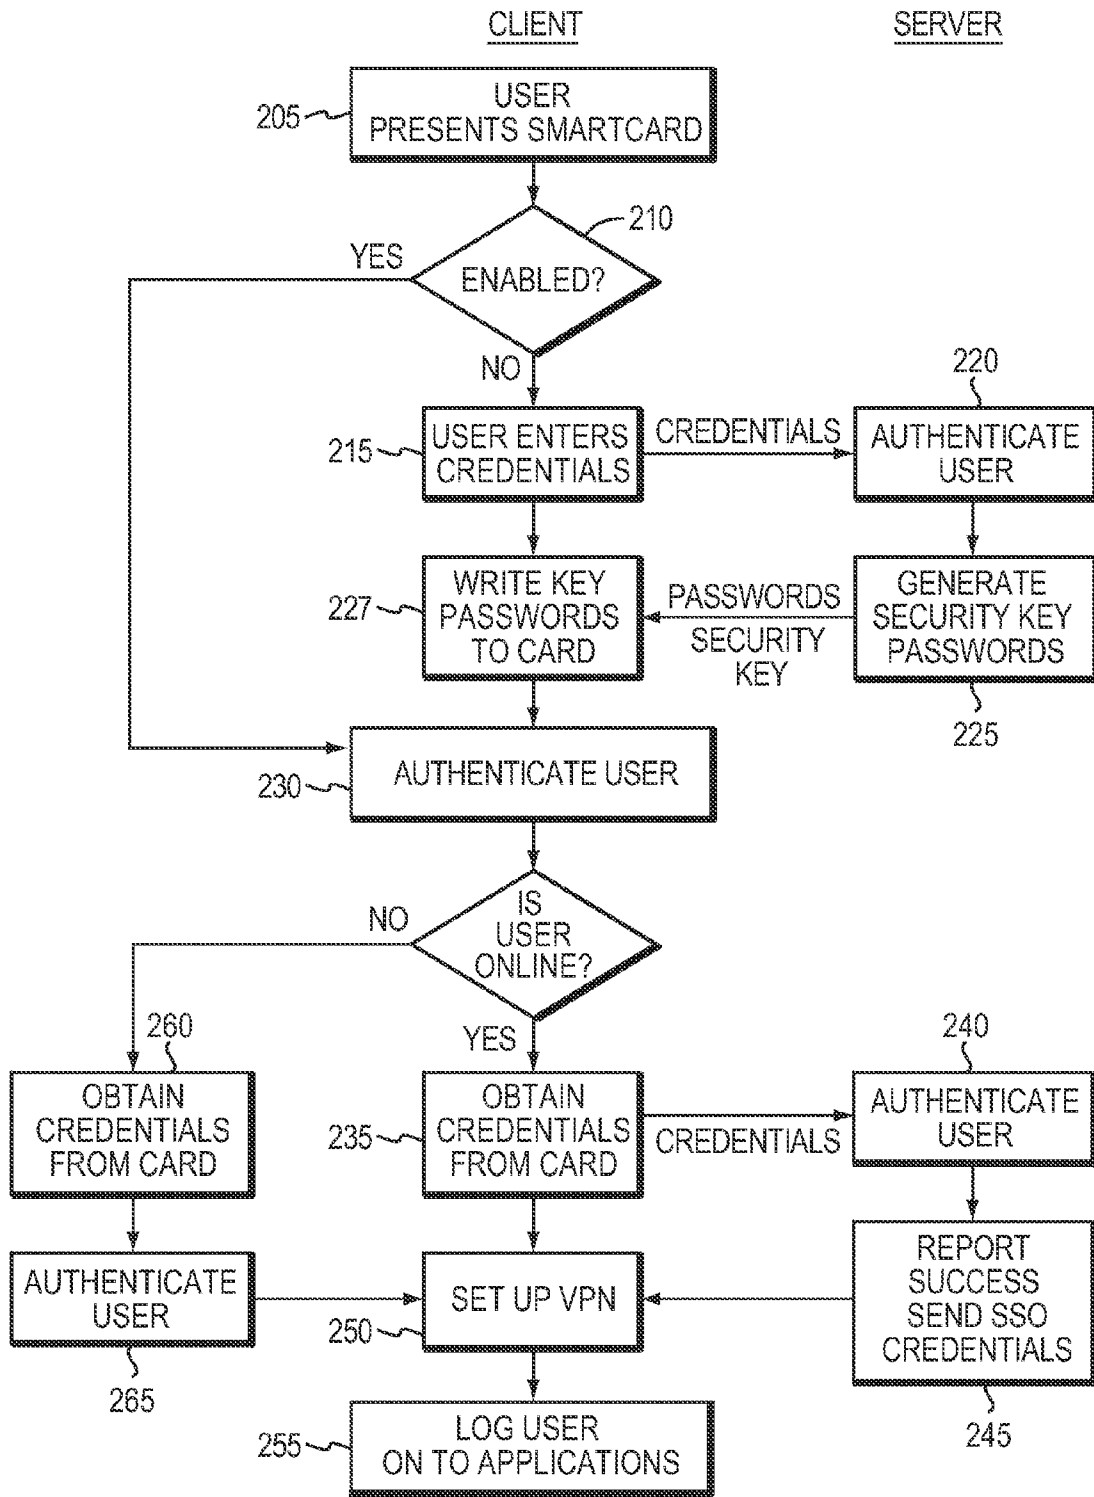 CLIENT
SERVER
USER
PRESENTS SMARTCARD
205
210
YES
ENABLED?
NO
220
215
USER ENTERS
CREDENTIALS
CREDENTIALS
AUTHENTICATE
USER
227
WRITE KEY
PASSWORDS
TO CARD
PASSWORDS
SECURITY
KEY
GENERATE
SECURITY KEY
PASSWORDS
225
230
AUTHENTICATE USER
NO
IS
USER
ONLINE?
YES
260
240
OBTAIN
CREDENTIALS
FROM CARD
235
OBTAIN
CREDENTIALS
FROM CARD
CREDENTIALS
AUTHENTICATE
USER
AUTHENTICATE
USER
265
SET UP VPN
250
REPORT
SUCCESS
SEND SSO
CREDENTIALS
245
255
LOG USER
ON TO APPLICATIONS